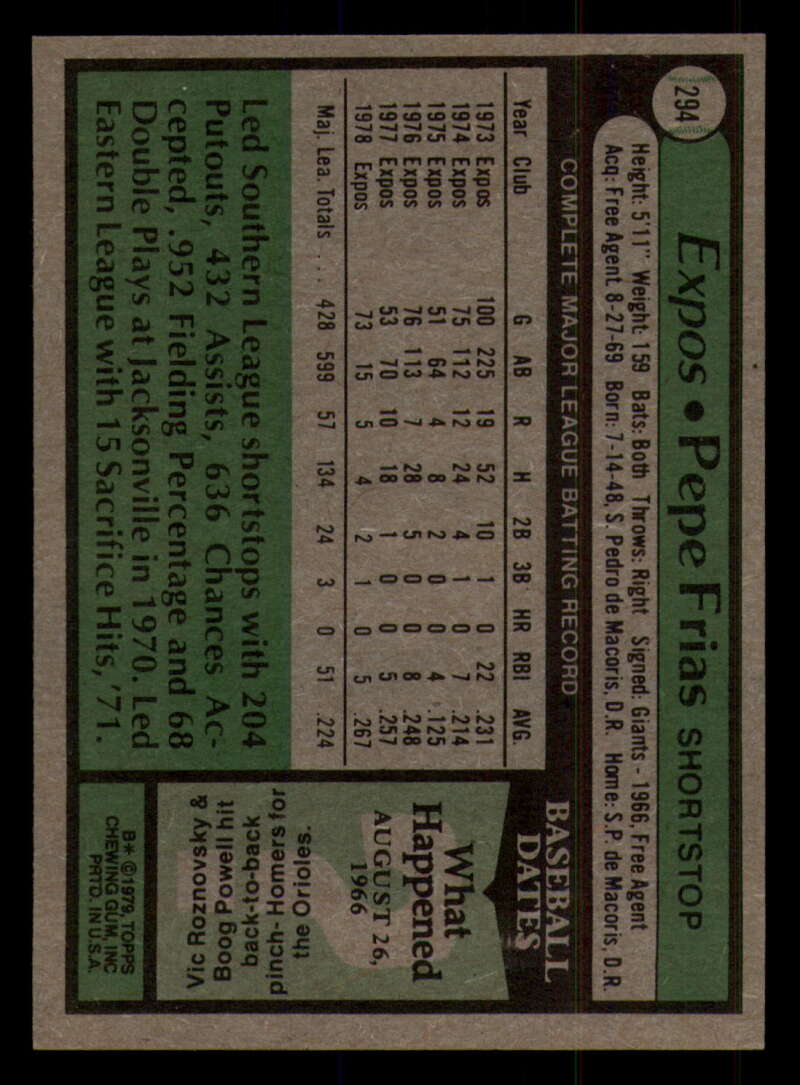 294
Expos • Pepe Frias SHORTSTOP
Height: 5'11" Weight: 159 Bats: Both Throws: Right Signed: Giants - 1966, Free Agent
Acq: Free Agent 8-27-69 Born: 7-14-48, S. Pedro de Macoris, D.R. Home: S.P. de Macoris, D.R.
COMPLETE MAJOR LEAGUE BATTING RECORD
Year Club G AB R H 2B 3B HR RBI AVG.
1973 Expos 100 225 19 52 10 1 0 22 .231
1974 Expos 75 112 12 24 4 1 0 7 .214
1975 Expos 51 64 4 8 2 0 0 4 .125
1976 Expos 76 113 7 28 5 0 0 8 .248
1977 Expos 53 70 10 18 1 0 0 5 .257
1978 Expos 73 15 5 4 2 1 0 5 .267
Maj. Lea. Totals ... 428 599 57 134 24 3 0 51 .224
Led Southern League shortstops with 204
Putouts, 432 Assists, 636 Chances Ac-
cepted, .952 Fielding Percentage and 68
Double Plays at Jacksonville in 1970. Led
Eastern League with 15 Sacrifice Hits, '71.
BASEBALL
DATES
What
Happened
AUGUST 26,
1966
Vic Roznovsky &
Boog Powell hit
back-to-back
pinch- Homers for
the Orioles.
B* © 1979, TOPPS
CHEWING GUM, INC
PRTD. IN U.S.A.